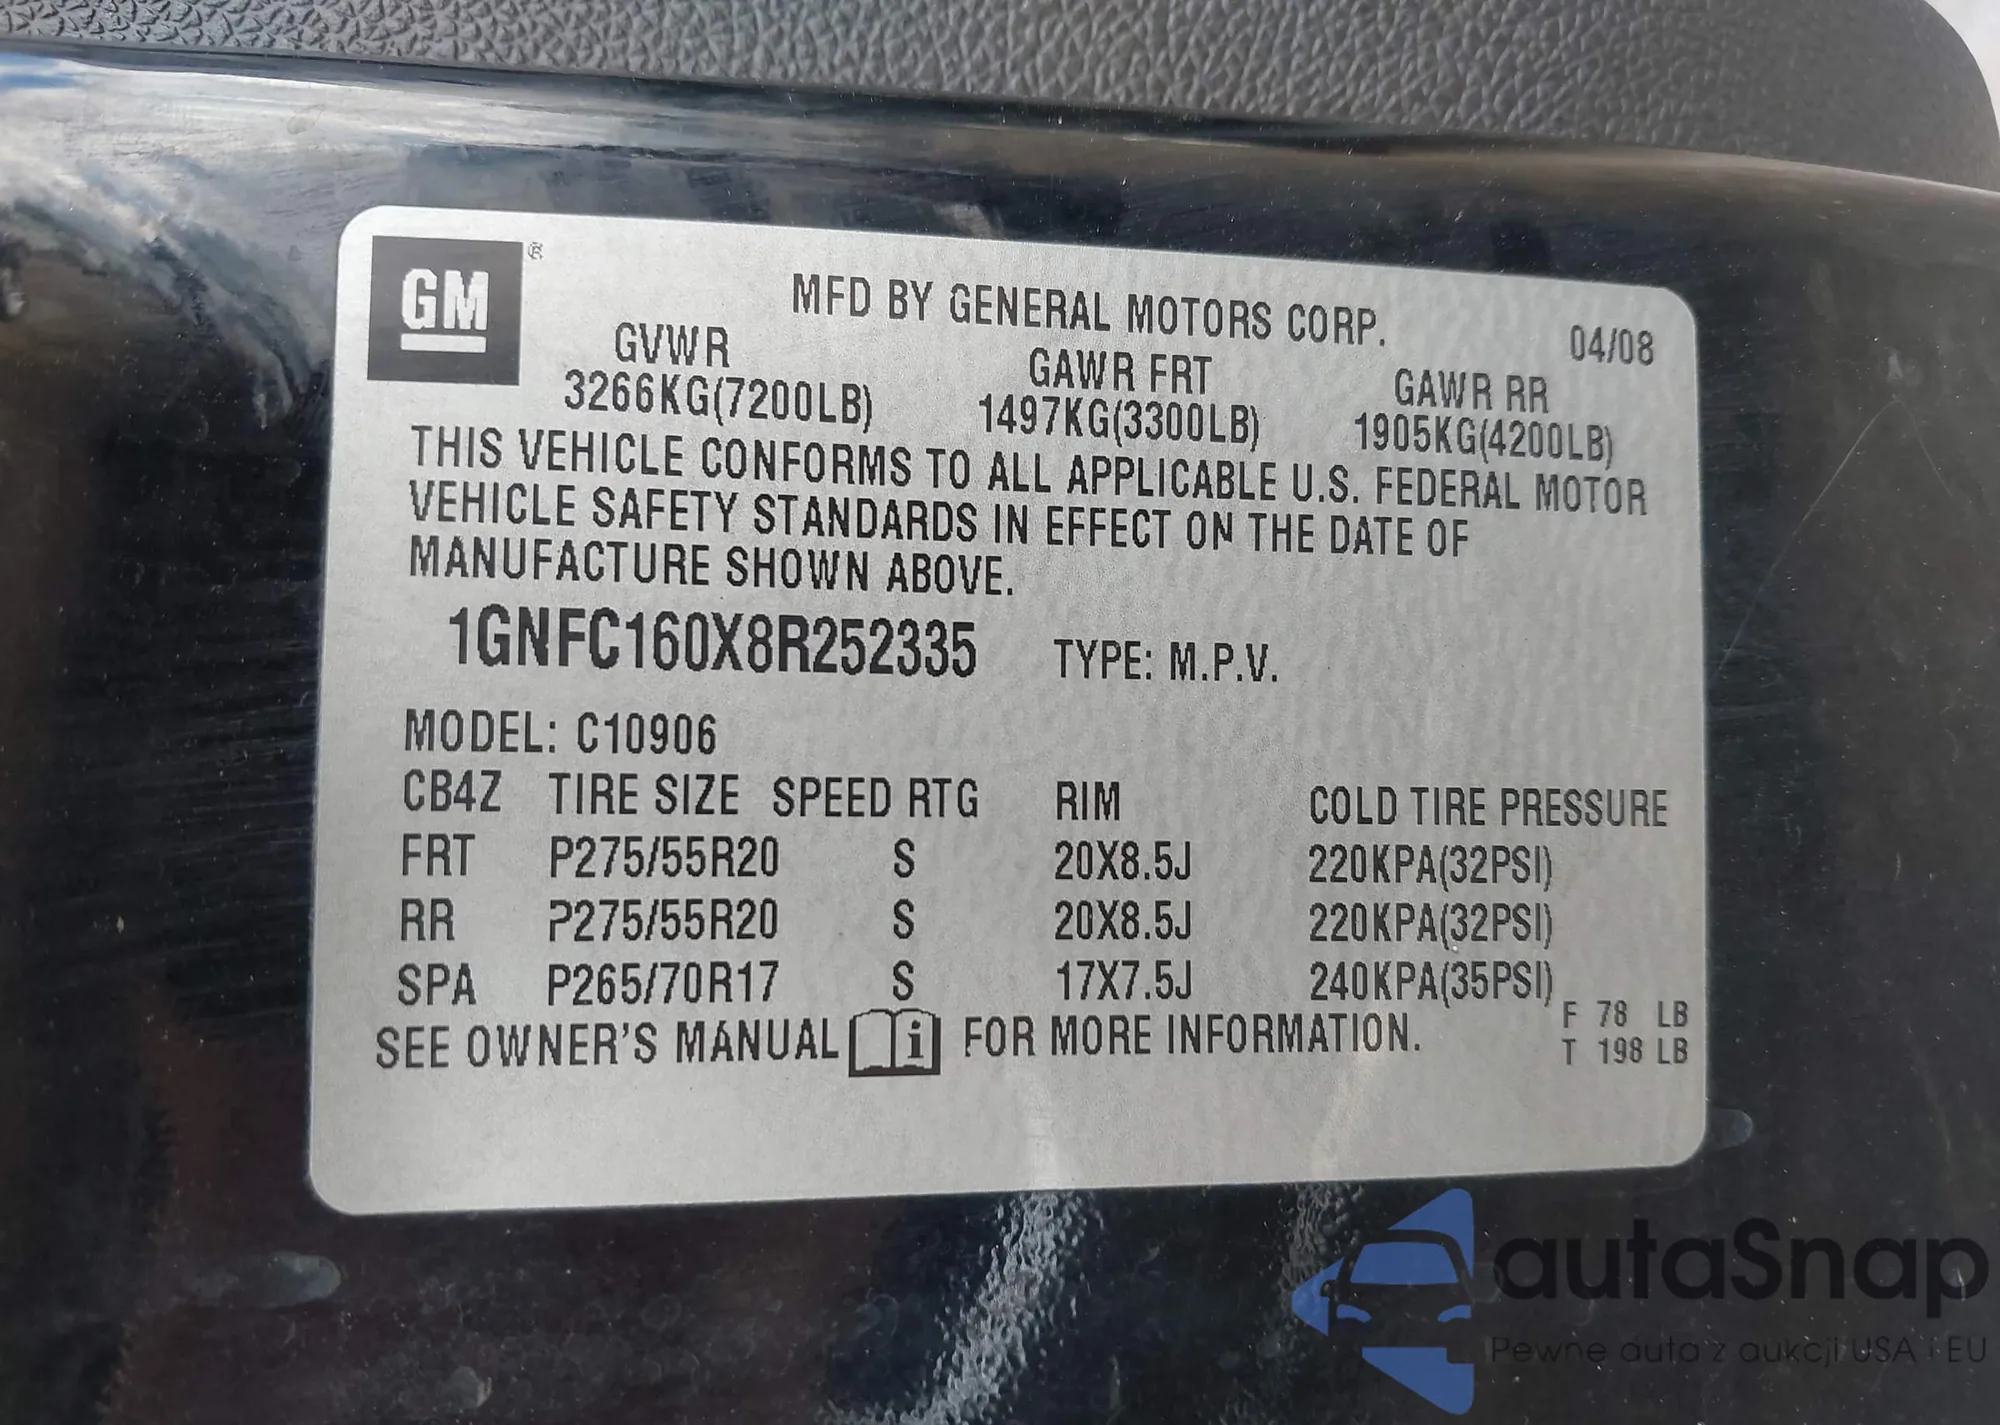 GM ®
MFD BY GENERAL MOTORS CORP. 04/08
GVWR GAWR FRT GAWR RR
3266KG(7200LB) 1497KG(3300LB) 1905KG(4200LB)
THIS VEHICLE CONFORMS TO ALL APPLICABLE U.S. FEDERAL MOTOR
VEHICLE SAFETY STANDARDS IN EFFECT ON THE DATE OF
MANUFACTURE SHOWN ABOVE.
1GNFC160X8R252335 TYPE: M.P.V.
MODEL: C10906
CB4Z TIRE SIZE SPEED RTG RIM COLD TIRE PRESSURE
FRT P275/55R20 S 20X8.5J 220KPA(32PSI)
RR P275/55R20 S 20X8.5J 220KPA(32PSI)
SPA P265/70R17 S 17X7.5J 240KPA(35PSI)
SEE OWNER'S MANUAL i FOR MORE INFORMATION.
F 78 LB
T 198 LB
autaSnap
Pewne auta z aukcji USA i EU